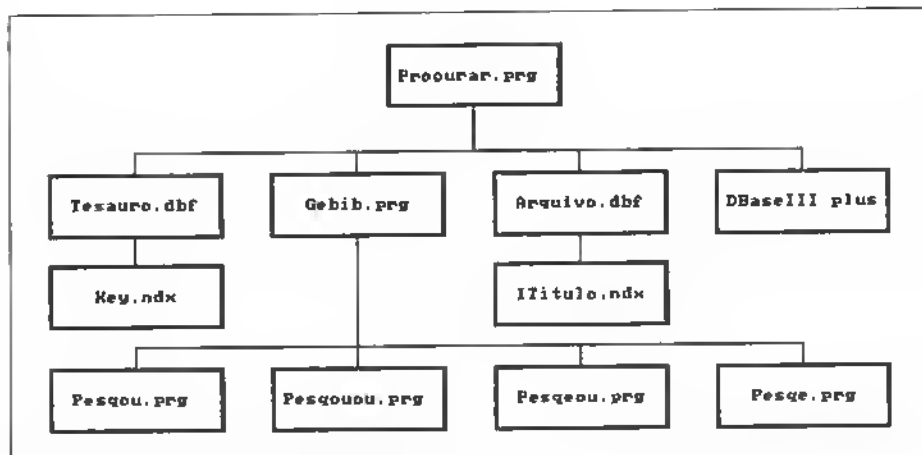 Procurar.prg
Tesauro.dbf
Gebib.prg
Arquivo.dbf
DBaseIII plus
Key.ndx
ITitulo.ndx
Pesqou.prg
Pesqouou.prg
Pesqeou.prg
Pesqe.prg